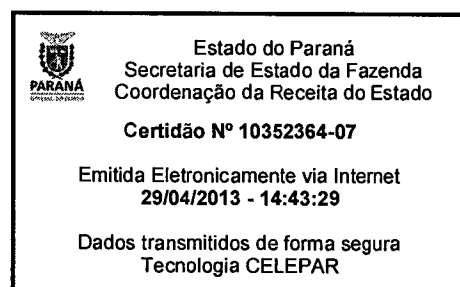 PARANÁ
Estado do Paraná
Secretaria de Estado da Fazenda
Coordenação da Receita do Estado
Certidão Nº 10352364-07
Emitida Eletronicamente via Internet
29/04/2013 - 14:43:29
Dados transmitidos de forma segura
Tecnologia CELEPAR